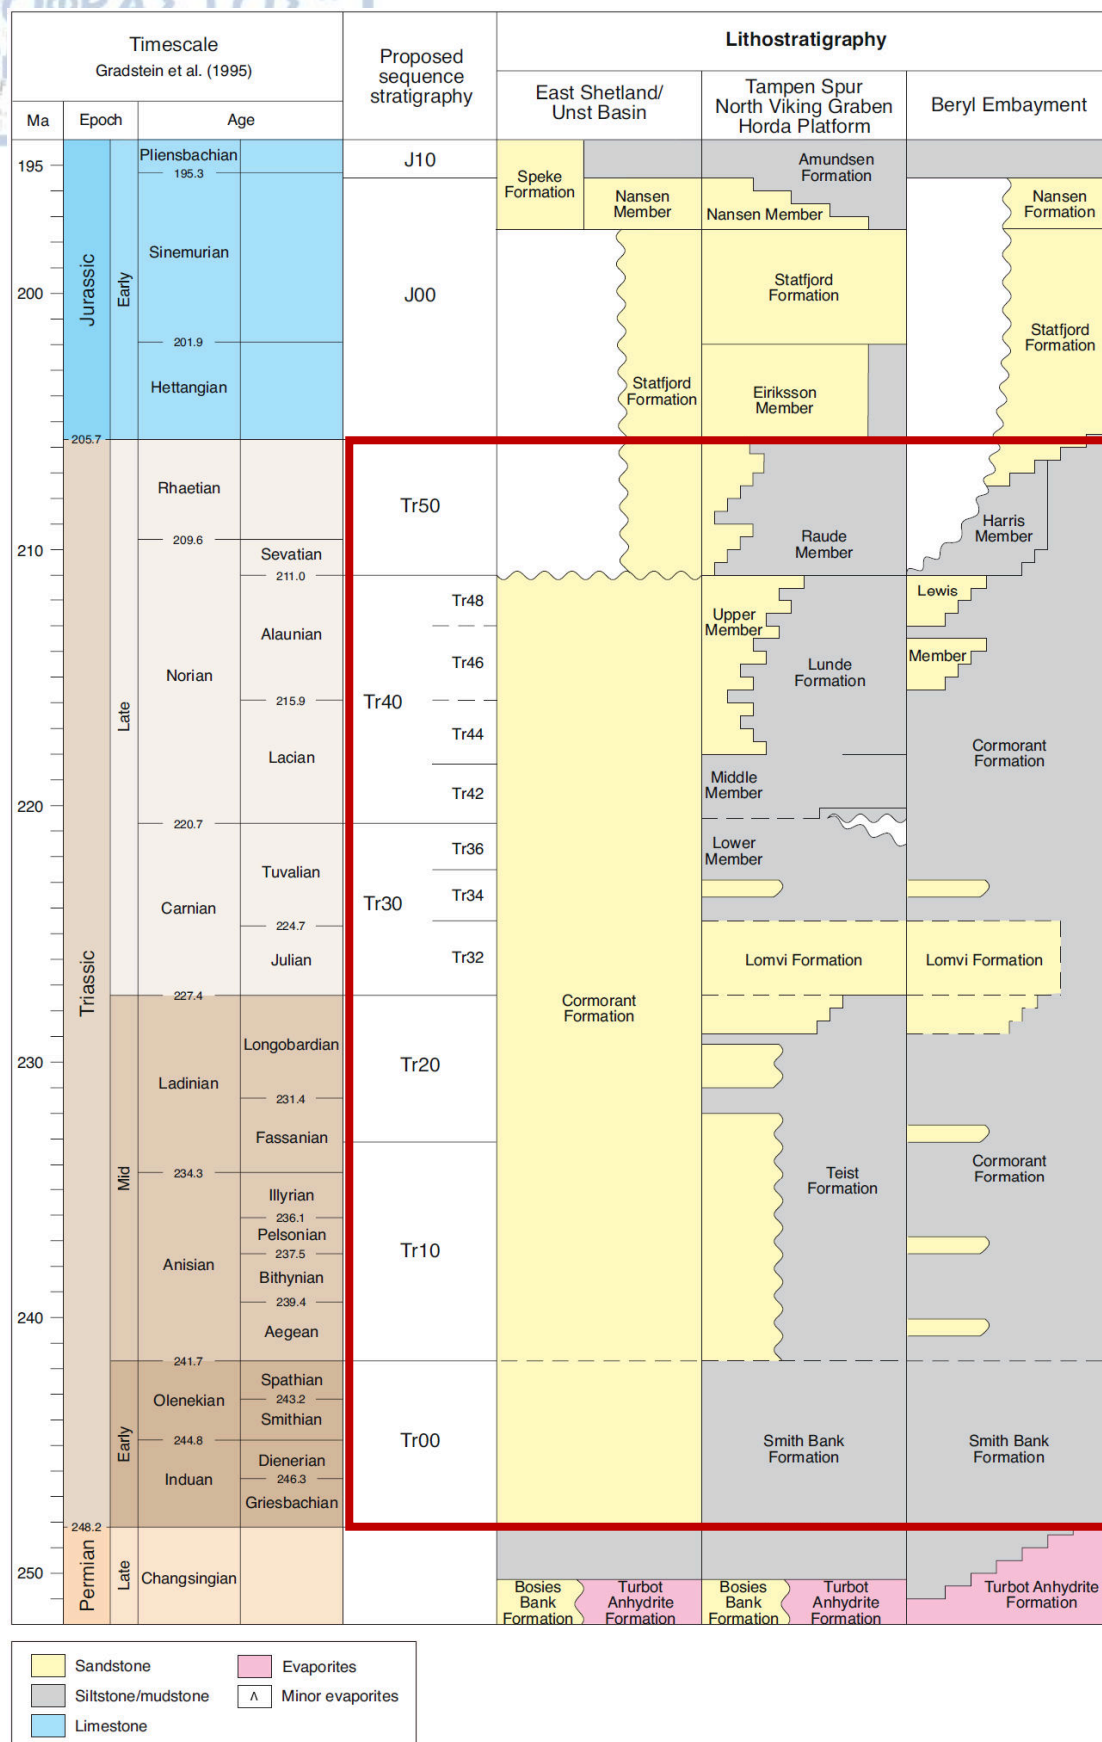 Timescale
Gradstein et al. (1995)
Proposed
sequence
stratigraphy
Lithostratigraphy
East Shetland/
Unst Basin
Tampen Spur
North Viking Graben
Horda Platform
Beryl Embayment
Ma
Epoch
Age
195
200
210
220
230
240
250
Jurassic
Triassic
Permian
Early
Late
Mid
Early
Late
205.7
248.2
Pliensbachian
195.3
Sinemurian
201.9
Hettangian
Rhaetian
209.6
Norian
220.7
Carnian
227.4
Ladinian
234.3
Anisian
241.7
Olenekian
244.8
Induan
Changsingian
Sevatian
211.0
Alaunian
215.9
Lacian
Tuvalian
224.7
Julian
Longobardian
231.4
Fassanian
Illyrian
236.1
Pelsonian
237.5
Bithynian
239.4
Aegean
Spathian
243.2
Smithian
Dienerian
246.3
Griesbachian
J10
J00
Tr50
Tr40
Tr48
Tr46
Tr44
Tr42
Tr30
Tr36
Tr34
Tr32
Tr20
Tr10
Tr00
Speke
Formation
Nansen
Member
Statfjord
Formation
Cormorant
Formation
Bosies
Bank
Formation
Turbot
Anhydrite
Formation
Amundsen
Formation
Nansen Member
Statfjord
Formation
Eiriksson
Member
Raude
Member
Upper
Member
Lunde
Formation
Middle
Member
Lower
Member
Lomvi Formation
Teist
Formation
Smith Bank
Formation
Bosies
Bank
Formation
Turbot
Anhydrite
Formation
Nansen
Formation
Statfjord
Formation
Harris
Member
Lewis
Member
Cormorant
Formation
Lomvi Formation
Cormorant
Formation
Smith Bank
Formation
Turbot Anhydrite
Formation
Sandstone
Siltstone/mudstone
Limestone
Evaporites
Minor evaporites